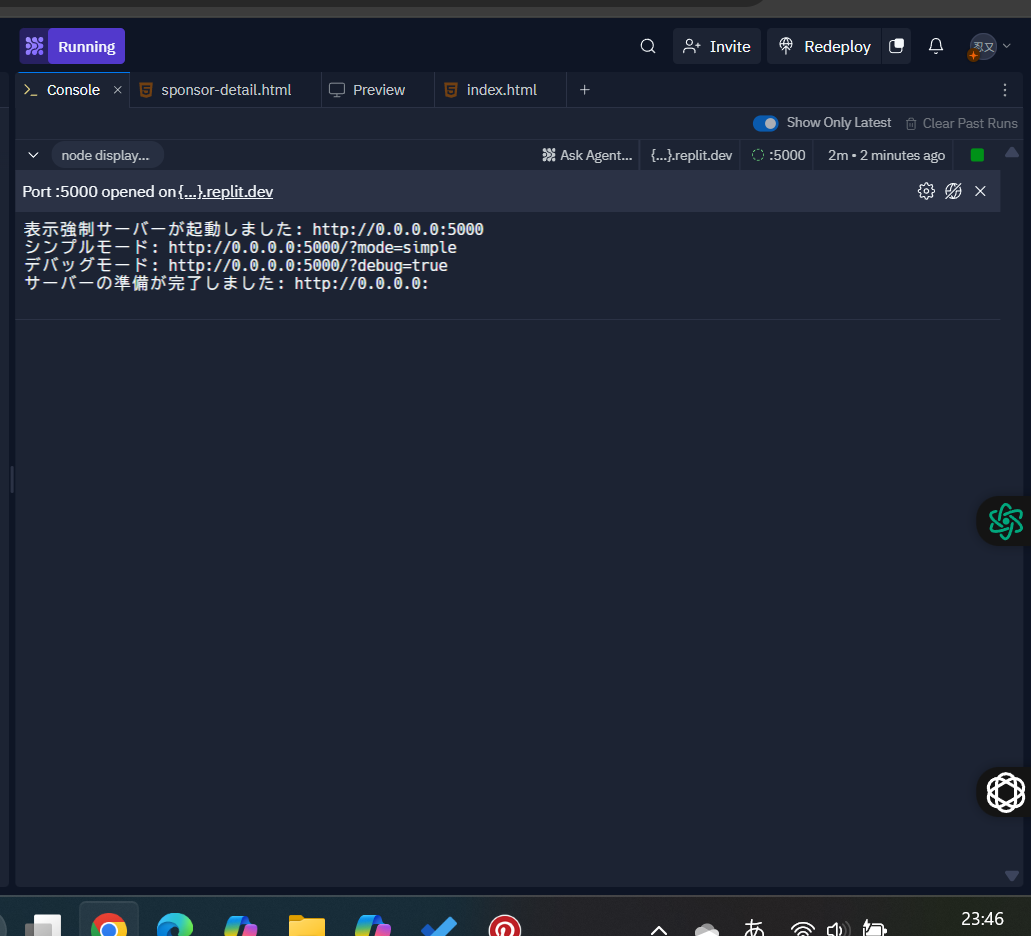 Running
Invite
Redeploy
忍又
Console
sponsor-detail.html
Preview
index.html
Show Only Latest
Clear Past Runs
node display...
Ask Agent...
{...}.replit.dev
:5000
2m • 2 minutes ago
Port :5000 opened on {...}.replit.dev
表示強制サーバーが起動しました: http://0.0.0.0:5000
シンプルモード: http://0.0.0.0:5000/?mode=simple
デバッグモード: http://0.0.0.0:5000/?debug=true
サーバーの準備が完了しました: http://0.0.0.0:
あ
23:46